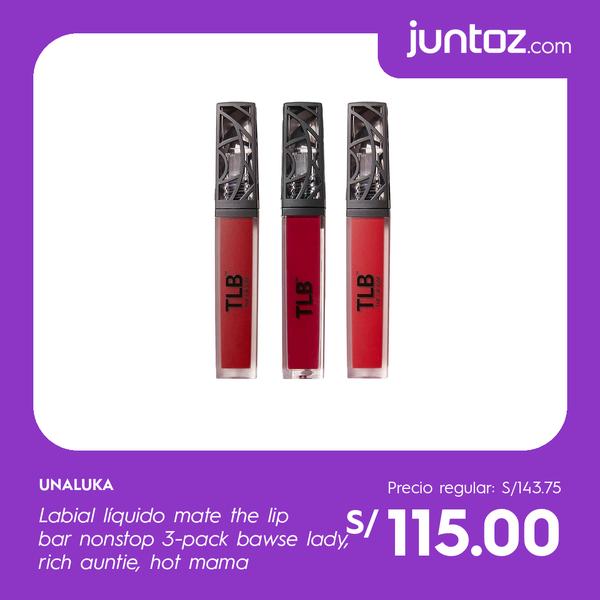 juntoz.com
TLB
TLB
TLB
UNALUKA
Labial líquido mate the lip
bar nonstop 3-pack bawse lady,
rich auntie, hot mama
Precio regular: S/143.75
S/ 115.00